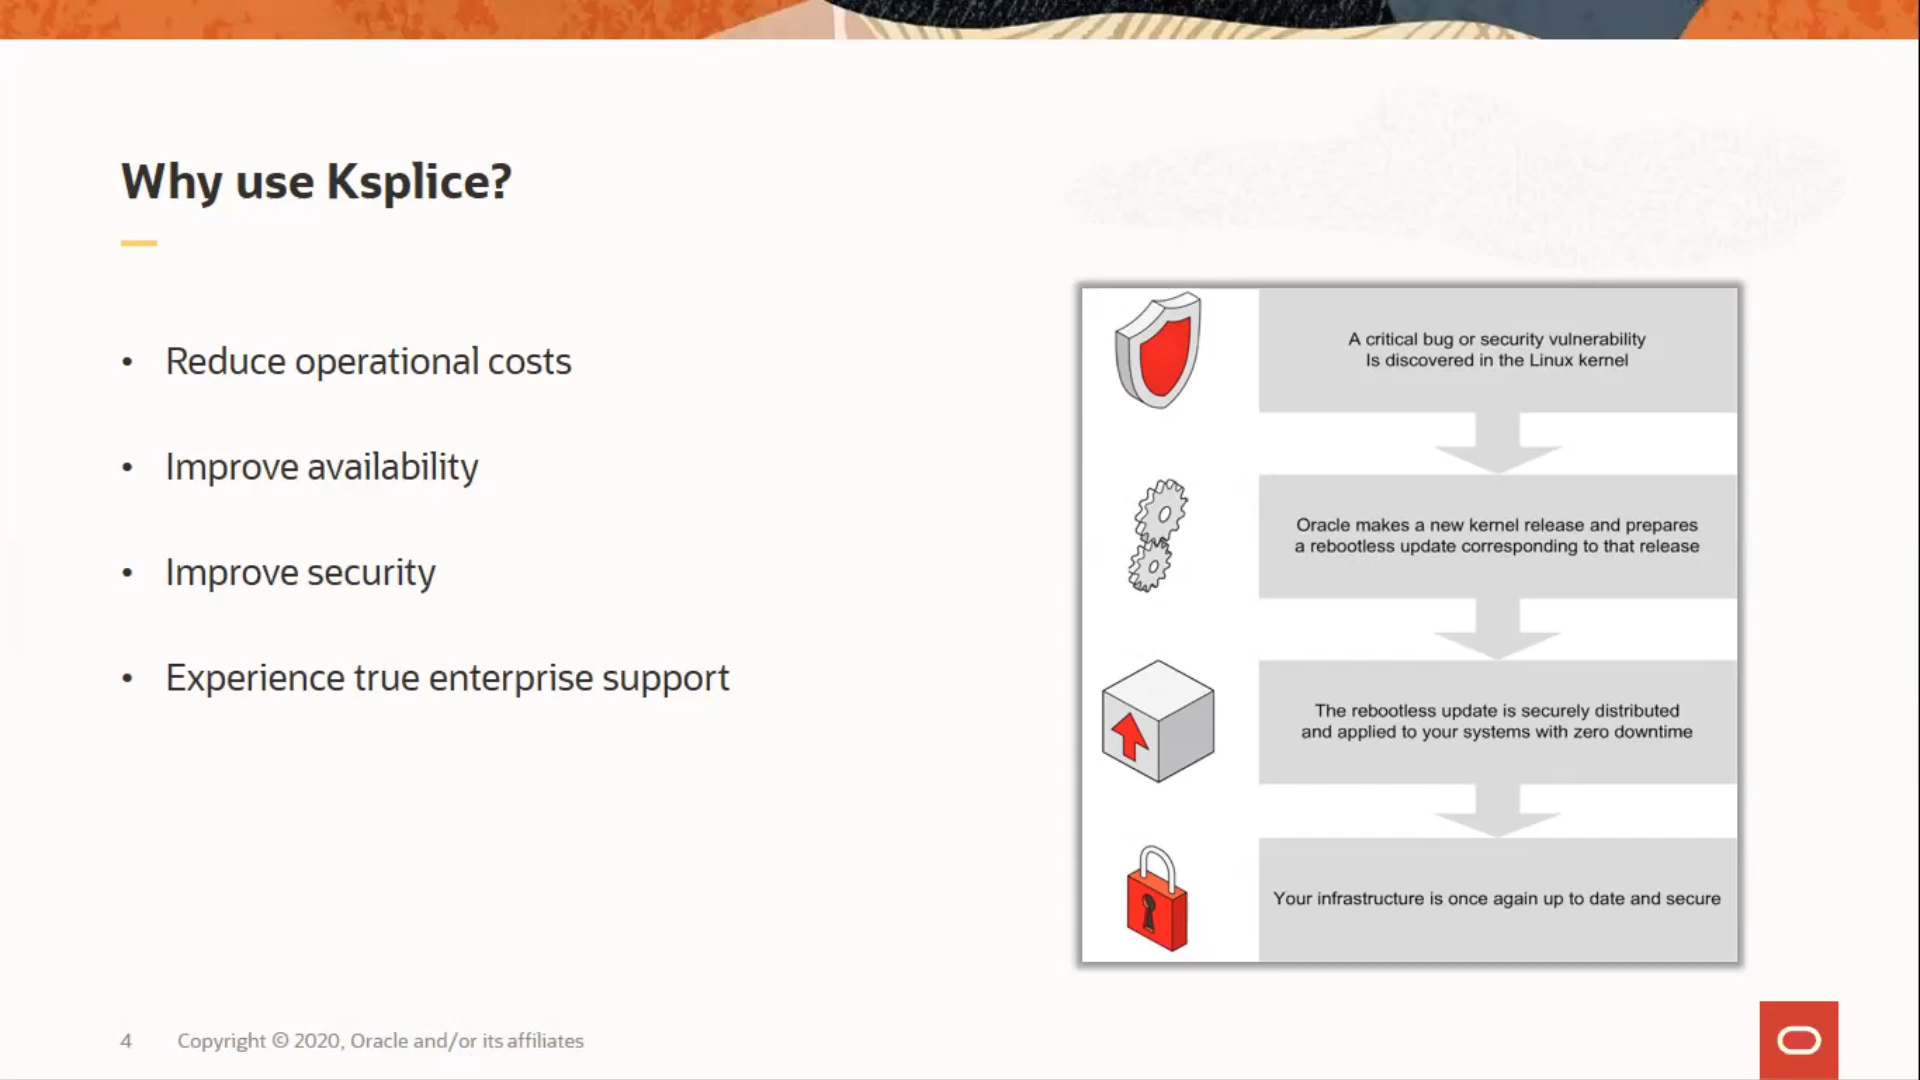 Why use Ksplice?
• Reduce operational costs
• Improve availability
• Improve security
• Experience true enterprise support
A critical bug or security vulnerability
Is discovered in the Linux kernel
Oracle makes a new kernel release and prepares
a rebootless update corresponding to that release
The rebootless update is securely distributed
and applied to your systems with zero downtime
Your infrastructure is once again up to date and secure
4 Copyright © 2020, Oracle and/or its affiliates